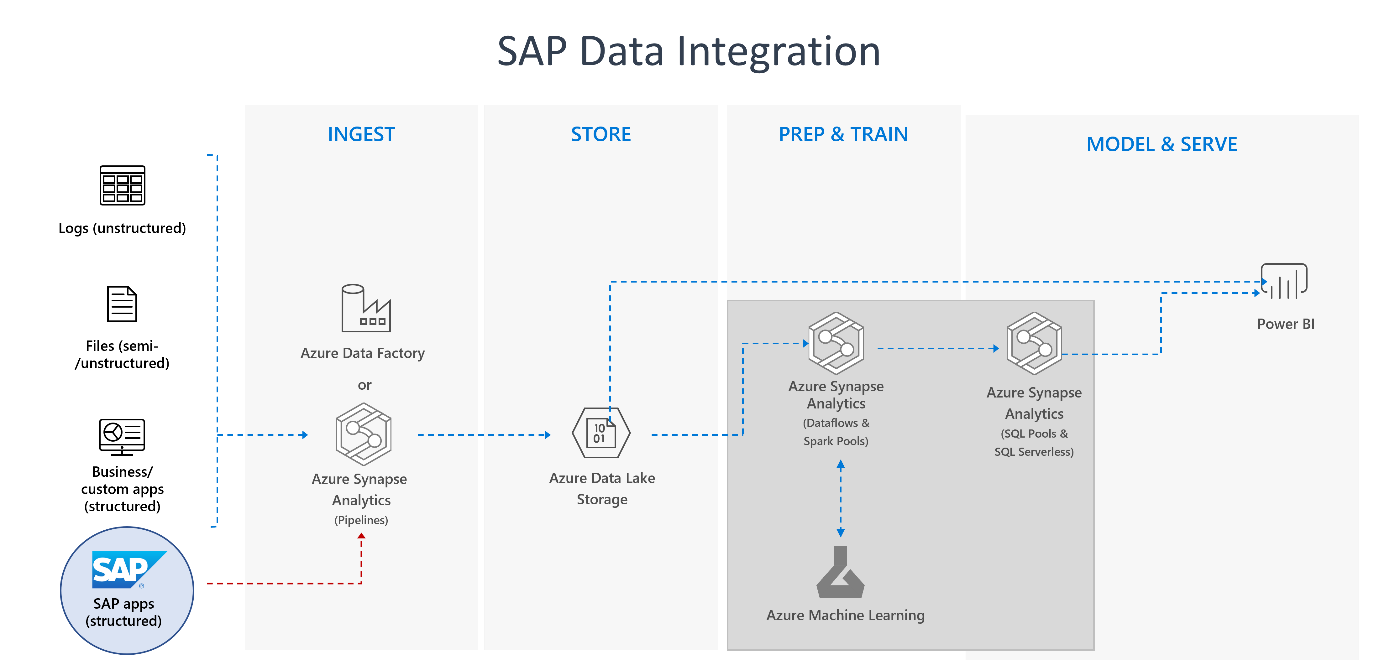 SAP Data Integration
INGEST
STORE
PREP & TRAIN
MODEL & SERVE
Logs (unstructured)
Files (semi-
/unstructured)
Business/
custom apps
(structured)
SAP
®
SAP apps
(structured)
Azure Data Factory
or
Azure Synapse
Analytics
(Pipelines)
10
01
Azure Data Lake
Storage
Azure Synapse
Analytics
(Dataflows &
Spark Pools)
Azure Machine Learning
Azure Synapse
Analytics
(SQL Pools &
SQL Serverless)
Power BI